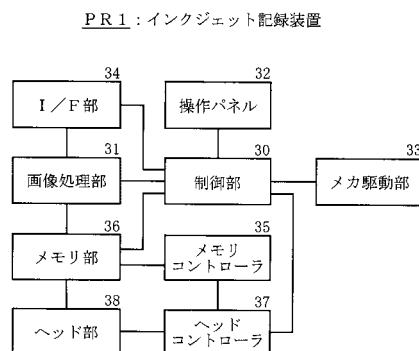 PR1:インクジェット記録装置
34
I/F部
32
操作パネル
31
画像処理部
30
制御部
33
メカ駆動部
36
メモリ部
35
メモリ
コントローラ
38
ヘッド部
37
ヘッド
コントローラ